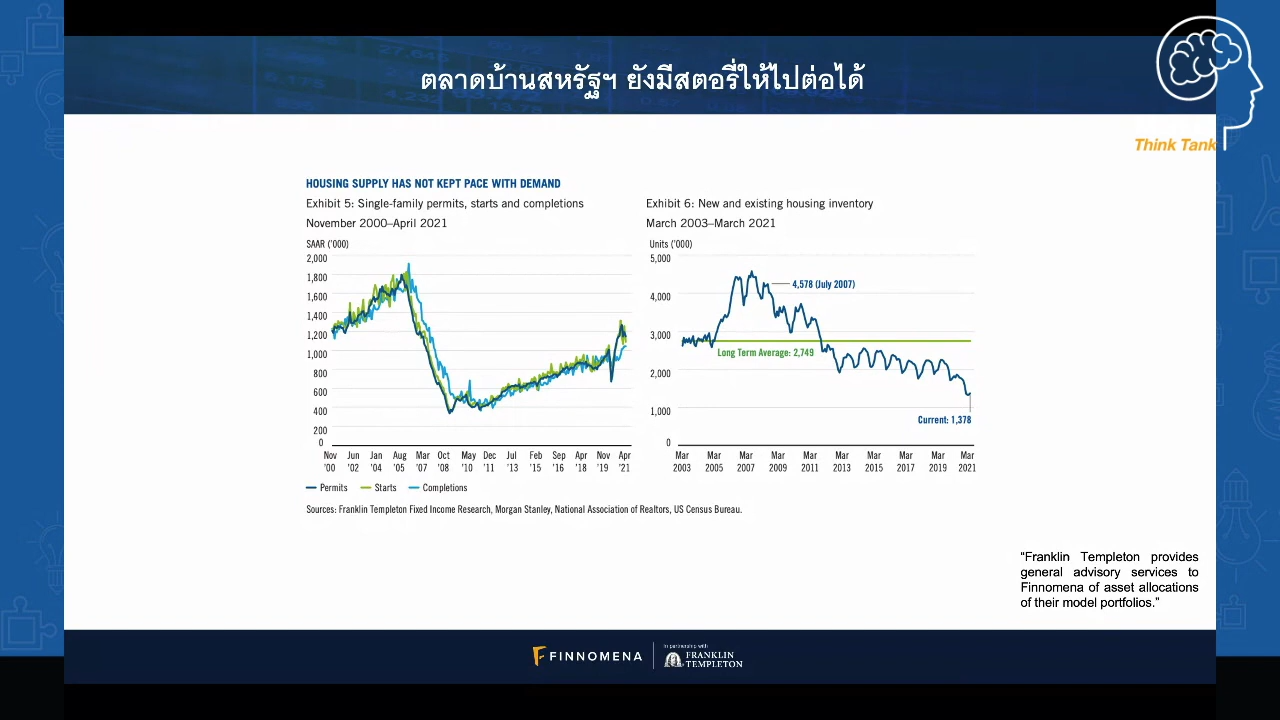 ตลาดบ้านสหรัฐฯ ยังมีสตอรี่ให้ไปต่อได้
Think Tank
HOUSING SUPPLY HAS NOT KEPT PACE WITH DEMAND
Exhibit 5: Single-family permits, starts and completions
November 2000–April 2021
SAAR ('000)
2,000
1,800
1,600
1,400
1,200
1,000
800
600
400
200
0
Nov Jun Jan Aug Mar Oct May Dec Jul Feb Sep Apr Nov Apr
'00 '02 '04 '05 '07 '08 '10 '11 '13 '15 '16 '18 '19 '21
Permits Starts Completions
Exhibit 6: New and existing housing inventory
March 2003–March 2021
Units ('000)
5,000
4,000
3,000
2,000
1,000
0
4,578 (July 2007)
Long Term Average: 2,749
Current: 1,378
Mar Mar Mar Mar Mar Mar Mar Mar Mar Mar
2003 2005 2007 2009 2011 2013 2015 2017 2019 2021
Sources: Franklin Templeton Fixed Income Research, Morgan Stanley, National Association of Realtors, US Census Bureau.
“Franklin Templeton provides
general advisory services to
Finnomena of asset allocations
of their model portfolios.”
FINNOMENA
In partnership with
FRANKLIN
TEMPLETON